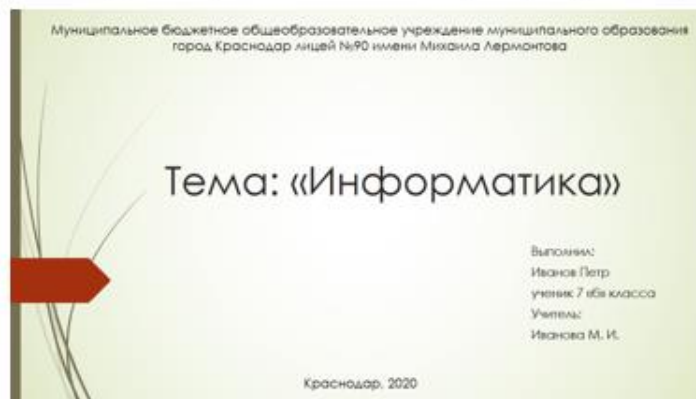 Муниципальное бюджетное общеобразовательное учреждение муниципального образования
город Краснодар лицей №90 имени Михаила Лермонтова
Тема: «Информатика»
Выполнил:
Иванов Петр
ученик 7 «б» класса
Учитель:
Иванова М. И.
Краснодар, 2020